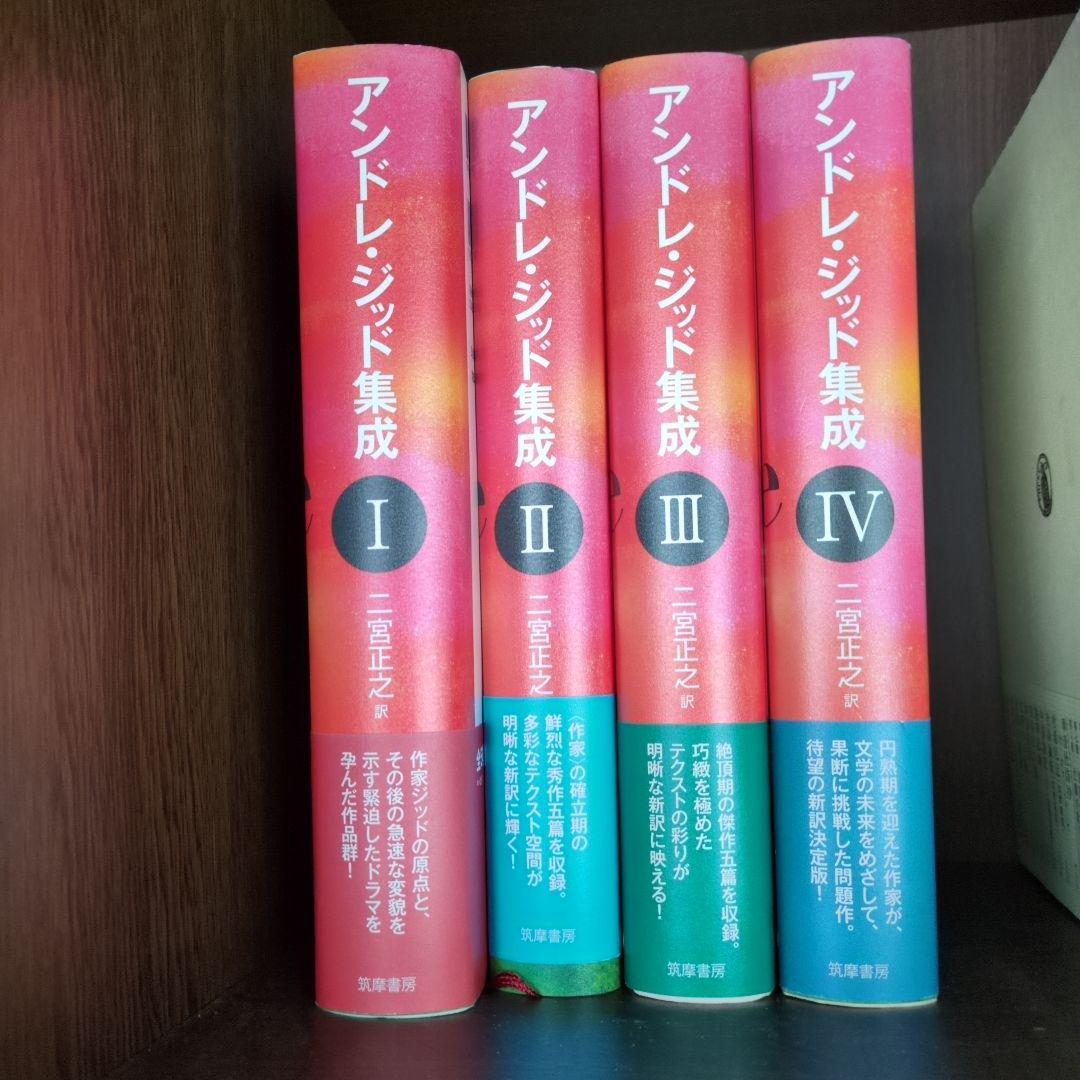 アンドレ・ジッド集成
I
二宮正之 訳
作家ジッドの原点と、
その後の急速な変貌を
示す緊迫したドラマを
孕んだ作品群！
筑摩書房
アンドレ・ジッド集成
II
二宮正之
〈作家〉の確立期の
鮮烈な秀作五篇を収録。
多彩なテクスト空間が
明晰な新訳に輝く！
筑摩書房
アンドレ・ジッド集成
III
二宮正之 訳
絶頂期の傑作五篇を収録。
巧緻を極めた
テクストの彩りが
明晰な新訳に映える！
筑摩書房
e
アンドレ・ジッド集成
IV
二宮正之 訳
円熟期を迎えた作家が、
文学の未来をめざして、
果断に挑戦した問題作。
待望の新訳決定版！
筑摩書房